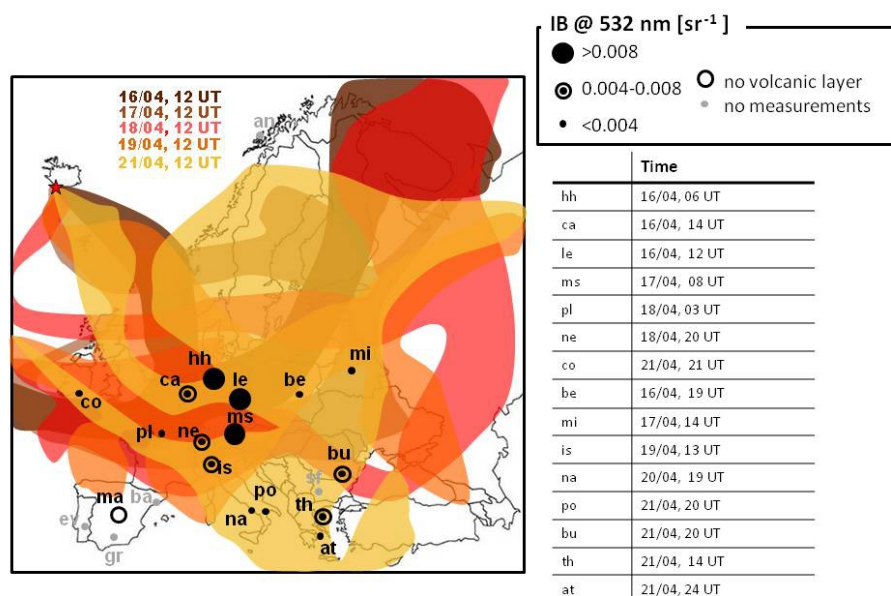 IB @ 532 nm [sr-1 ]
>0.008
0.004-0.008
no volcanic layer
no measurements
<0.004
16/04, 12 UT
17/04, 12 UT
18/04, 12 UT
19/04, 12 UT
21/04, 12 UT
an
hh
mi
ca
le
be
co
ms
pl
ne
is
bu
sf
ma
ba
po
na
th
ev
gr
at
Time
hh 16/04, 06 UT
ca 16/04, 14 UT
le 16/04, 12 UT
ms 17/04, 08 UT
pl 18/04, 03 UT
ne 18/04, 20 UT
co 21/04, 21 UT
be 16/04, 19 UT
mi 17/04, 14 UT
is 19/04, 13 UT
na 20/04, 19 UT
po 21/04, 20 UT
bu 21/04, 20 UT
th 21/04, 14 UT
at 21/04, 24 UT